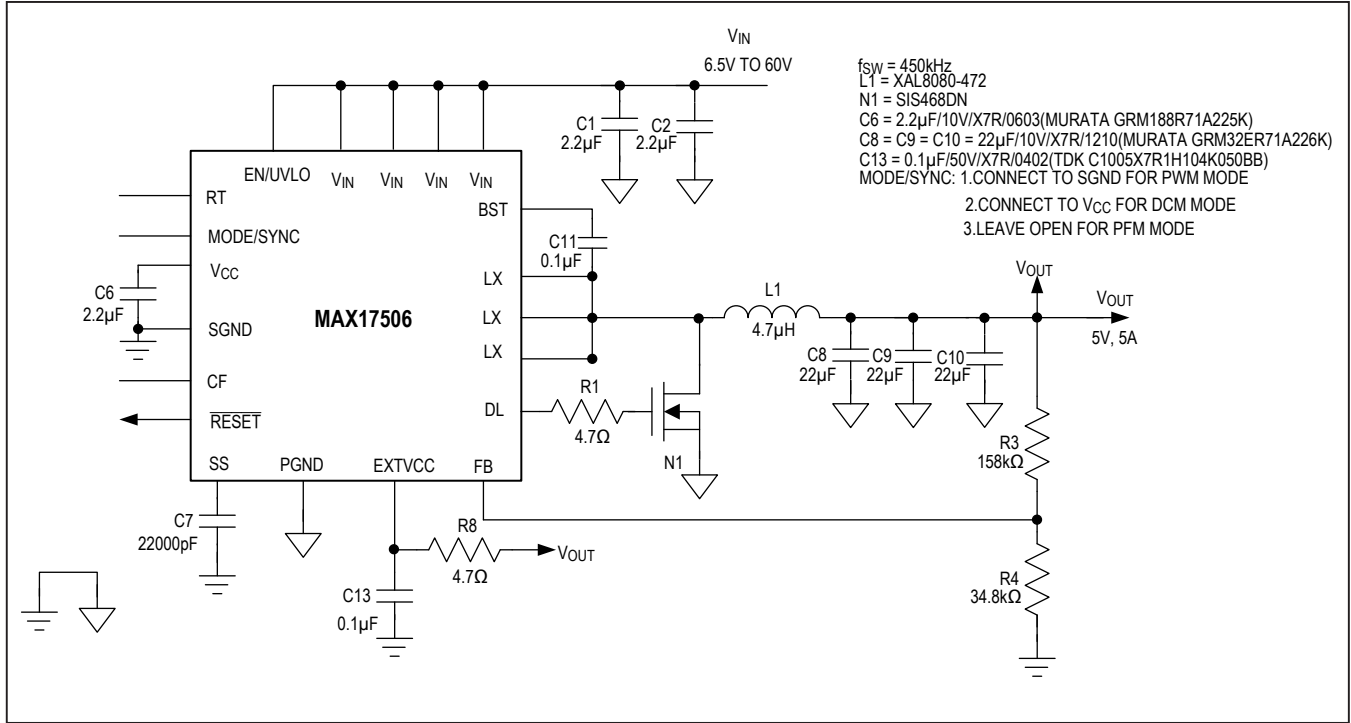 VIN
6.5V TO 60V
fSW = 450kHz
L1 = XAL8080-472
N1 = SIS468DN
C6 = 2.2µF/10V/X7R/0603(MURATA GRM188R71A225K)
C8 = C9 = C10 = 22µF/10V/X7R/1210(MURATA GRM32ER71A226K)
C13 = 0.1µF/50V/X7R/0402(TDK C1005X7R1H104K050BB)
MODE/SYNC: 1.CONNECT TO SGND FOR PWM MODE
2.CONNECT TO VCC FOR DCM MODE
3.LEAVE OPEN FOR PFM MODE
C1
2.2µF
C2
2.2µF
EN/UVLO
VIN
VIN
VIN
VIN
RT
MODE/SYNC
VCC
SGND
CF
RESET
SS
PGND
EXTVCC
FB
BST
LX
LX
LX
DL
MAX17506
C6
2.2µF
C11
0.1µF
L1
4.7µH
R1
4.7Ω
N1
C8
22µF
C9
22µF
C10
22µF
VOUT
VOUT
5V, 5A
R3
158kΩ
R4
34.8kΩ
C7
22000pF
R8
4.7Ω
VOUT
C13
0.1µF